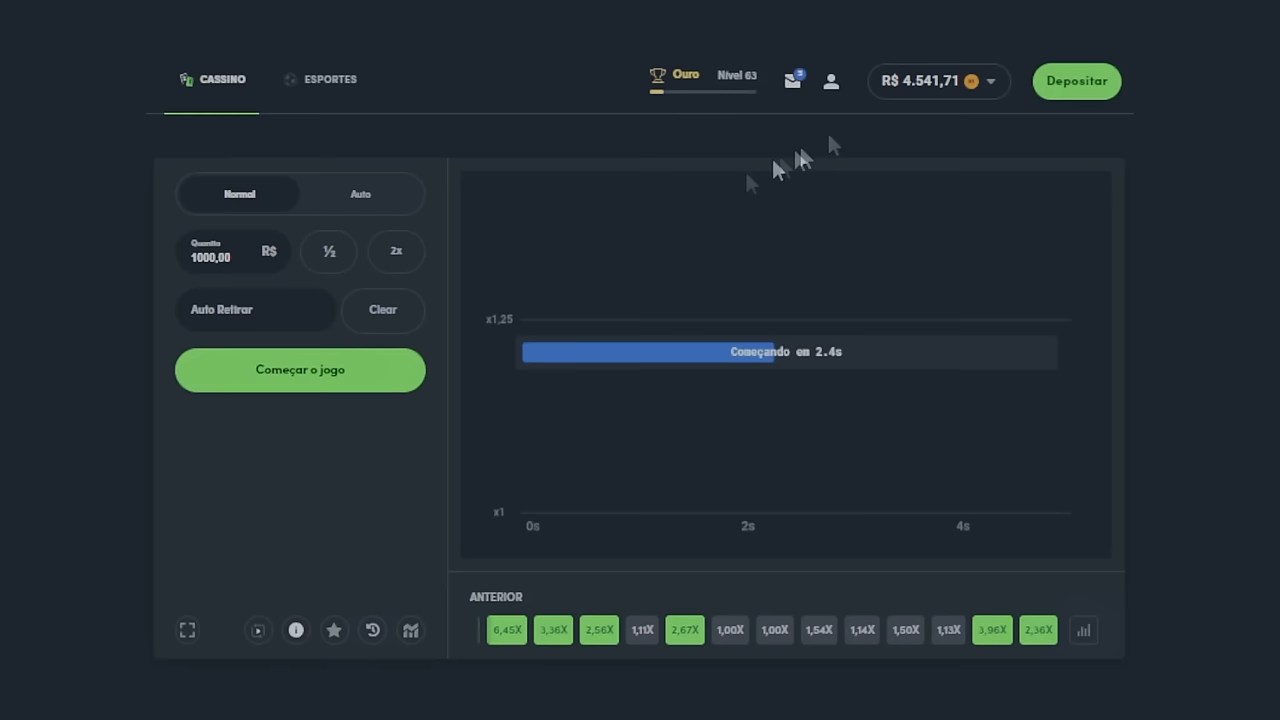 CASSINO
ESPORTES
Ouro
Nível 63
R$ 4.541,71
Depositar
Normal
Auto
Quantia
1000,00
R$
½
2x
Auto Retirar
Clear
Começar o jogo
x1,25
Começando em 2.4s
x1
0s
2s
4s
ANTERIOR
6,45X
3,36X
2,56X
1,11X
2,67X
1,00X
1,00X
1,54X
1,14X
1,50X
1,13X
3,96X
2,36X